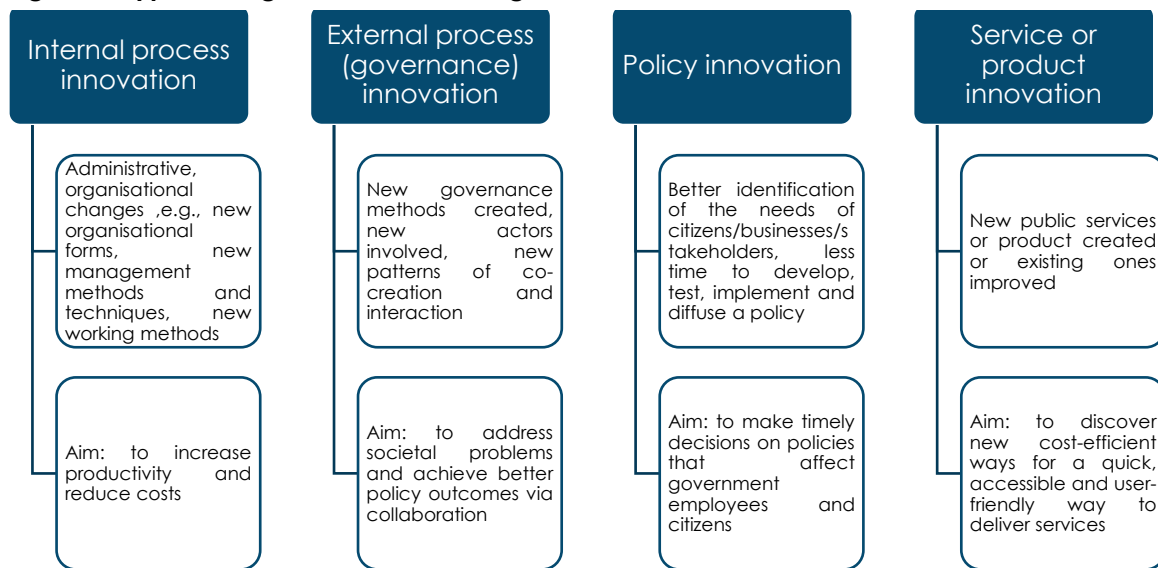 Internal process
innovation
Administrative,
organisational
changes ,e.g., new
organisational
forms, new
management
methods and
techniques, new
working methods
Aim: to increase
productivity and
reduce costs
External process
(governance)
innovation
New governance
methods created,
new actors
involved, new
patterns of co-
creation and
interaction
Aim: to address
societal problems
and achieve better
policy outcomes via
collaboration
Policy innovation
Better identification
of the needs of
citizens/businesses/s
takeholders, less
time to develop,
test, implement and
diffuse a policy
Aim: to make timely
decisions on policies
that affect
government
employees and
citizens
Service or
product
innovation
New public services
or product created
or existing ones
improved
Aim: to discover
new cost-efficient
ways for a quick,
accessible and user-
friendly way to
deliver services